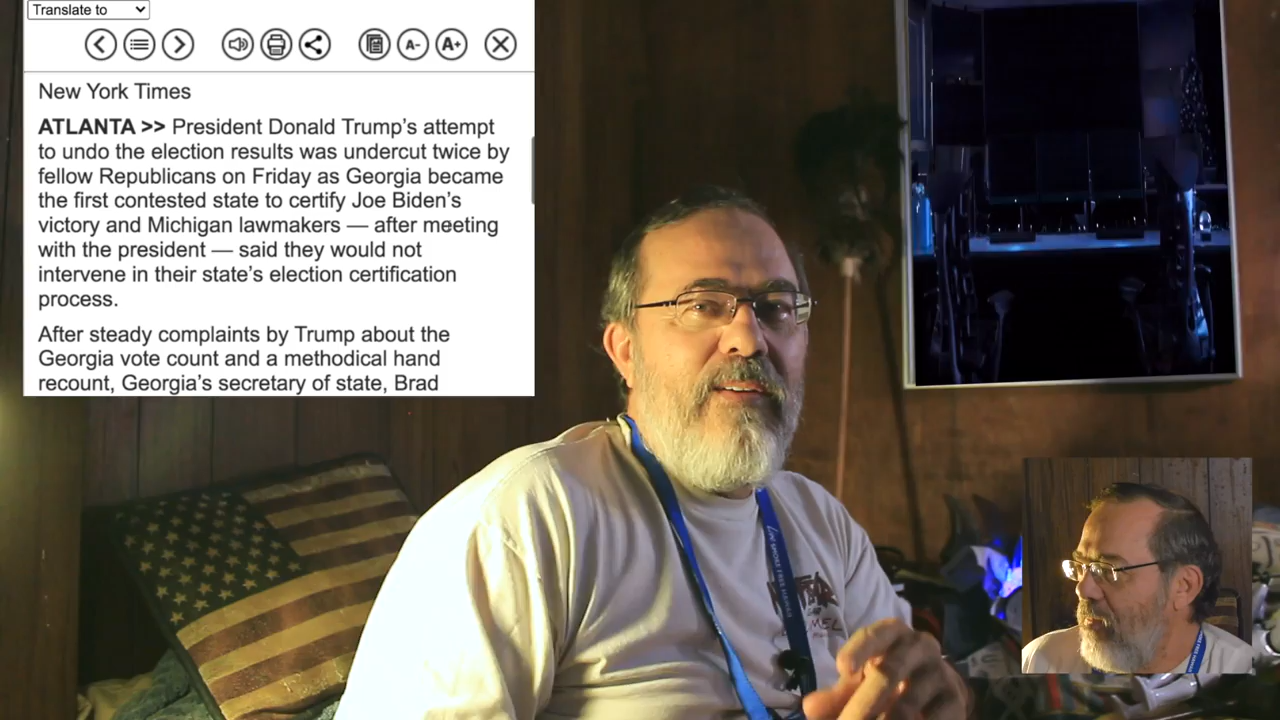 Translate to
A-
A+
New York Times
ATLANTA >> President Donald Trump's attempt
to undo the election results was undercut twice by
fellow Republicans on Friday as Georgia became
the first contested state to certify Joe Biden's
victory and Michigan lawmakers — after meeting
with the president — said they would not
intervene in their state's election certification
process.
After steady complaints by Trump about the
Georgia vote count and a methodical hand
recount, Georgia's secretary of state, Brad
SMOKE FREE HAWAII